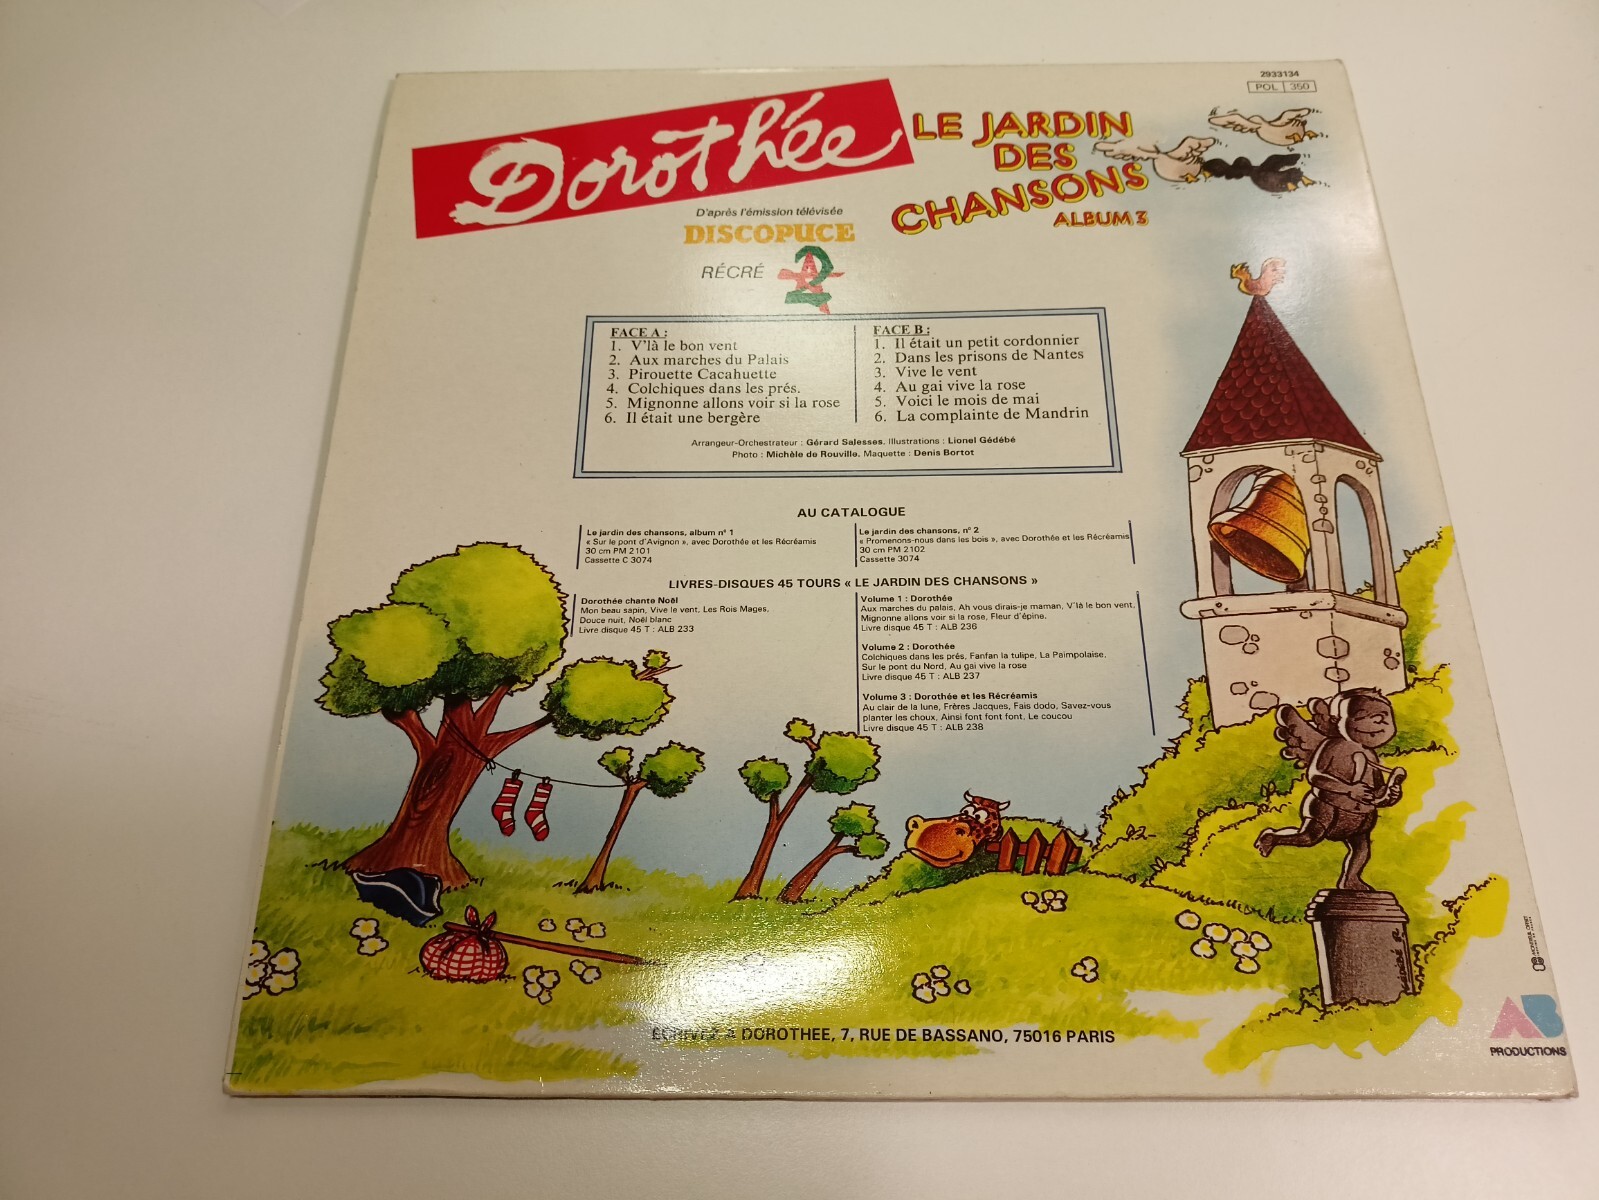 2933134
POL 350
Dorothée
LE JARDIN
DES
CHANSONS
ALBUM 3
D'après l'émission télévisée
DISCOPUCE
RÉCRÉ A2
FACE A :
1. V'là le bon vent
2. Aux marches du Palais
3. Pirouette Cacahuette
4. Colchiques dans les prés.
5. Mignonne allons voir si la rose
6. Il était une bergère
FACE B :
1. Il était un petit cordonnier
2. Dans les prisons de Nantes
3. Vive le vent
4. Au gai vive la rose
5. Voici le mois de mai
6. La complainte de Mandrin
Arrangeur-Orchestrateur : Gérard Salesses. Illustrations : Lionel Gédébé
Photo : Michèle de Rouville. Maquette : Denis Bortot
AU CATALOGUE
Le jardin des chansons, album n° 1
« Sur le pont d'Avignon », avec Dorothée et les Récréamis
30 cm PM 2101
Cassette C 3074
Le jardin des chansons, n° 2
« Promenons-nous dans les bois », avec Dorothée et les Récréamis
30 cm PM 2102
Cassette 3074
LIVRES-DISQUES 45 TOURS « LE JARDIN DES CHANSONS »
Dorothée chante Noël
Mon beau sapin, Vive le vent, Les Rois Mages,
Douce nuit, Noël blanc
Livre disque 45 T : ALB 233
Volume 1 : Dorothée
Aux marches du palais, Ah vous dirais-je maman, V'là le bon vent,
Mignonne allons voir si la rose, Fleur d'épine.
Livre disque 45 T : ALB 236
Volume 2 : Dorothée
Colchiques dans les prés, Fanfan la tulipe, La Paimpolaise,
Sur le pont du Nord, Au gai vive la rose
Livre disque 45 T : ALB 237
Volume 3 : Dorothée et les Récréamis
Au clair de la lune, Frères Jacques, Fais dodo, Savez-vous
planter les choux, Ainsi font font font, Le coucou
Livre disque 45 T : ALB 238
ECRIVEZ A DOROTHEE, 7, RUE DE BASSANO, 75016 PARIS
AB
PRODUCTIONS